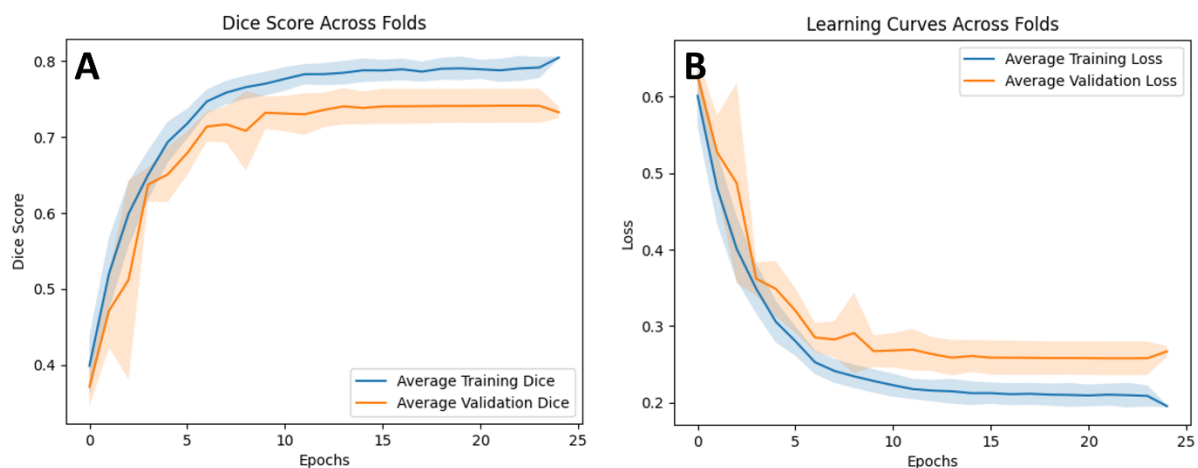 Dice Score Across Folds
A
0.8
0.7
0.6
0.5
0.4
Dice Score
Average Training Dice
Average Validation Dice
0 5 10 15 20 25
Epochs
Learning Curves Across Folds
B
Average Training Loss
Average Validation Loss
0.6
0.5
0.4
0.3
0.2
Loss
0 5 10 15 20 25
Epochs